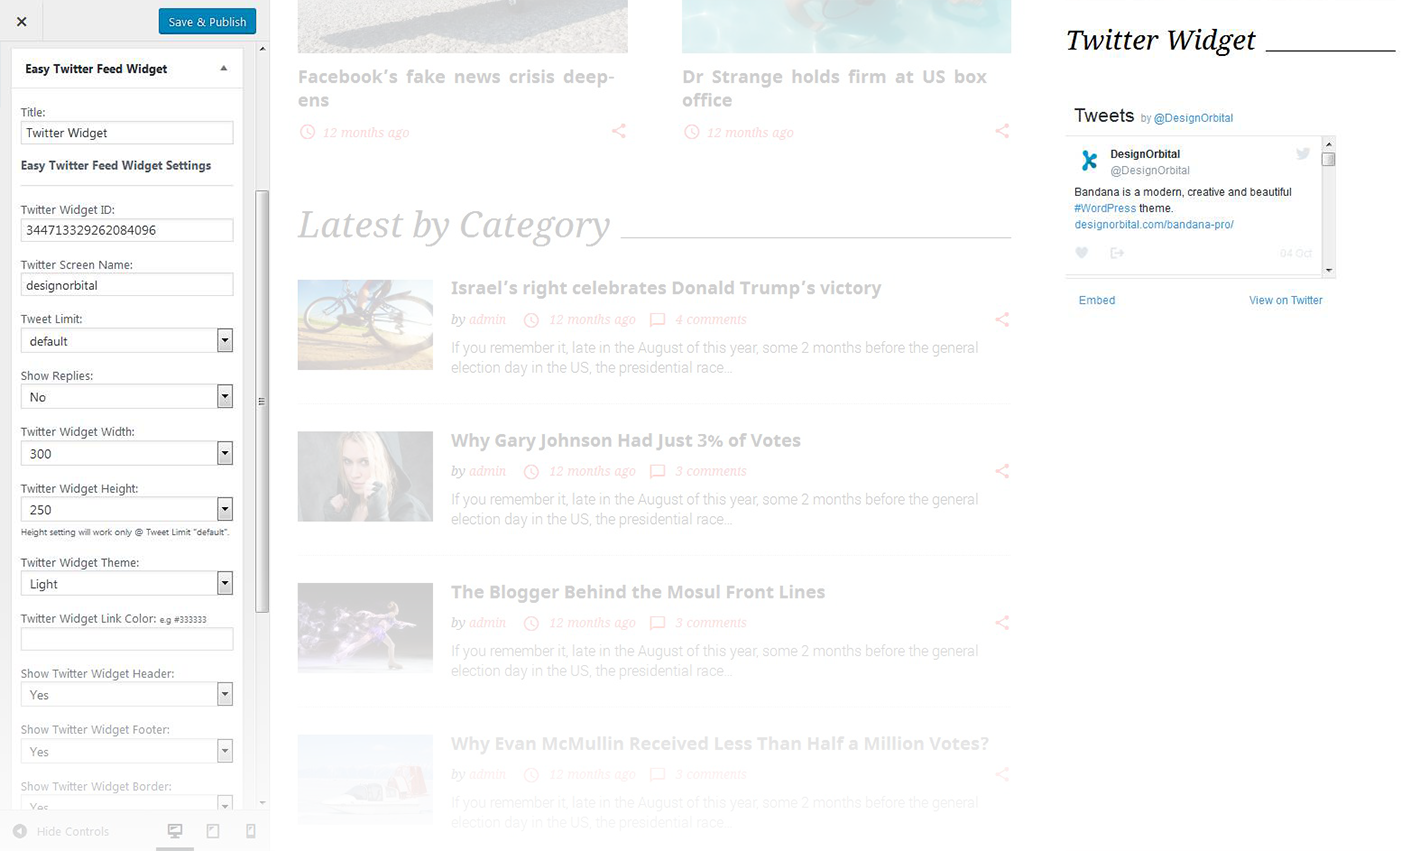 Save & Publish
Easy Twitter Feed Widget
Title:
Twitter Widget
Easy Twitter Feed Widget Settings
Twitter Widget ID:
344713329262084096
Twitter Screen Name:
designorbital
Tweet Limit:
default
Show Replies:
No
Twitter Widget Width:
300
Twitter Widget Height:
250
Height setting will work only @ Tweet Limit "default".
Twitter Widget Theme:
Light
Twitter Widget Link Color: e.g #333333
Show Twitter Widget Header:
Yes
Show Twitter Widget Footer:
Yes
Show Twitter Widget Border:
Yes
Hide Controls
Facebook’s fake news crisis deep-
ens
12 months ago
Dr Strange holds firm at US box
office
12 months ago
Latest by Category
Israel’s right celebrates Donald Trump’s victory
by admin 12 months ago 4 comments
If you remember it, late in the August of this year, some 2 months before the general
election day in the US, the presidential race...
Why Gary Johnson Had Just 3% of Votes
by admin 12 months ago 3 comments
If you remember it, late in the August of this year, some 2 months before the general
election day in the US, the presidential race...
The Blogger Behind the Mosul Front Lines
by admin 12 months ago 3 comments
If you remember it, late in the August of this year, some 2 months before the general
election day in the US, the presidential race...
Why Evan McMullin Received Less Than Half a Million Votes?
by admin 12 months ago 3 comments
If you remember it, late in the August of this year, some 2 months before the general
election day in the US, the presidential race...
Twitter Widget
Tweets by @DesignOrbital
DesignOrbital
@DesignOrbital
Bandana is a modern, creative and beautiful
#WordPress theme.
designorbital.com/bandana-pro/
04 Oct
Embed View on Twitter